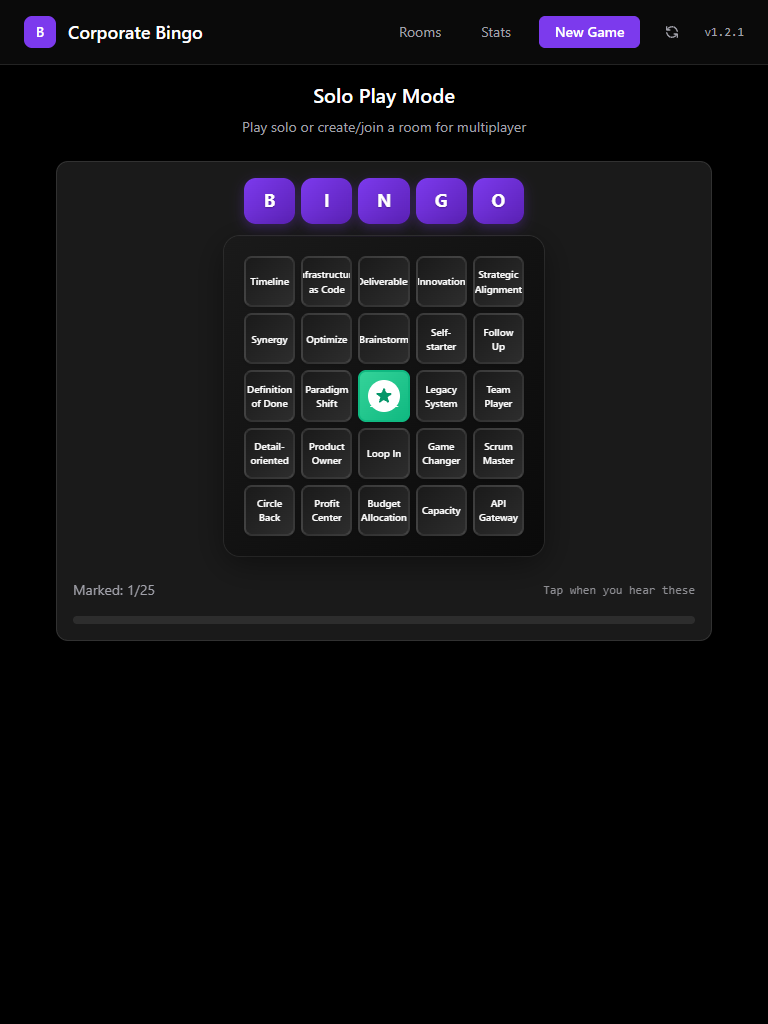 B Corporate Bingo Rooms Stats New Game v1.2.1
Solo Play Mode
Play solo or create/join a room for multiplayer
B I N G O
Timeline
frastructu
as Code
Deliverable
Innovation
Strategic
Alignment
Synergy
Optimize
Brainstorm
Self-
starter
Follow
Up
Definition
of Done
Paradigm
Shift
Legacy
System
Team
Player
Detail-
oriented
Product
Owner
Loop In
Game
Changer
Scrum
Master
Circle
Back
Profit
Center
Budget
Allocation
Capacity
API
Gateway
Marked: 1/25
Tap when you hear these